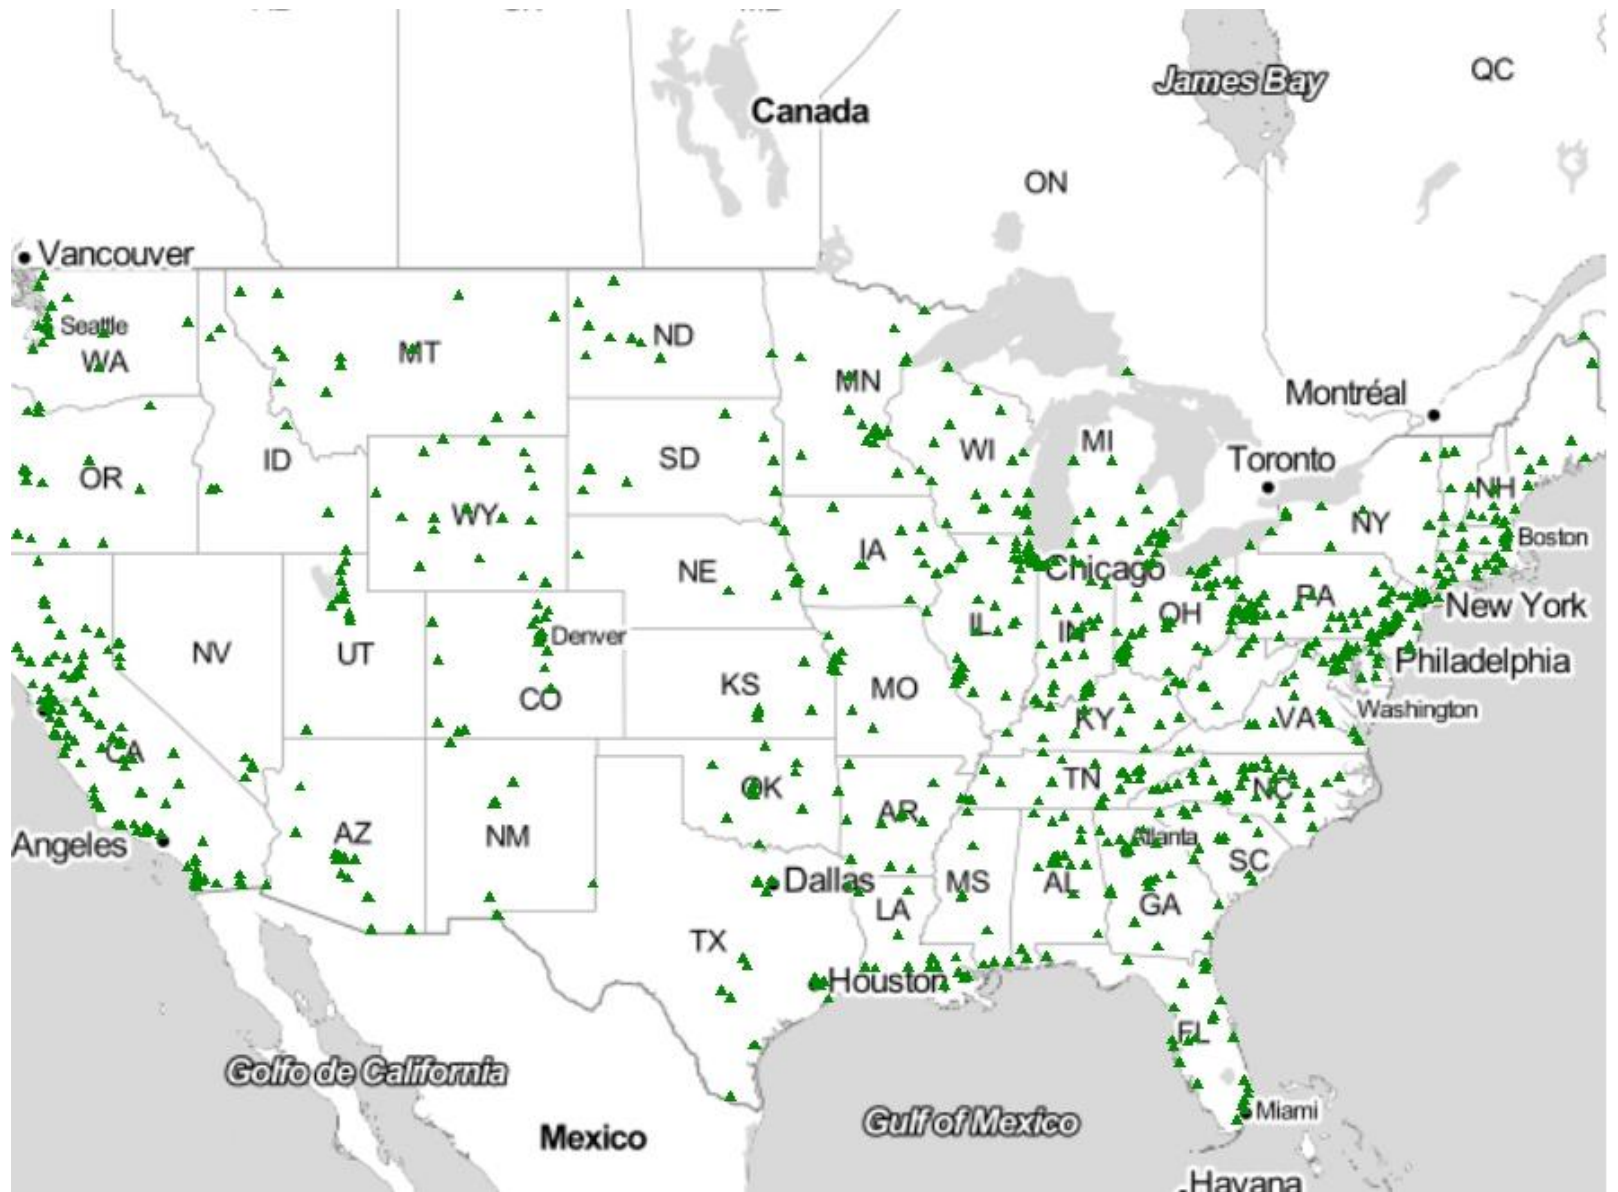 James Bay
QC
Canada
ON
Vancouver
Seattle
WA
MT
ND
MN
Montréal
OR
ID
SD
WI
MI
Toronto
WY
NH
NY
IA
Boston
NE
Chicago
PA
IL
IN
OH
New York
NV
UT
Denver
Philadelphia
CO
KS
MO
KY
VA
Washington
CA
OK
TN
NC
Angeles
AZ
NM
AR
Atlanta
SC
Dallas
MS
AL
LA
GA
TX
Houston
FL
Golfo de California
Gulf of Mexico
Miami
Mexico
Havana